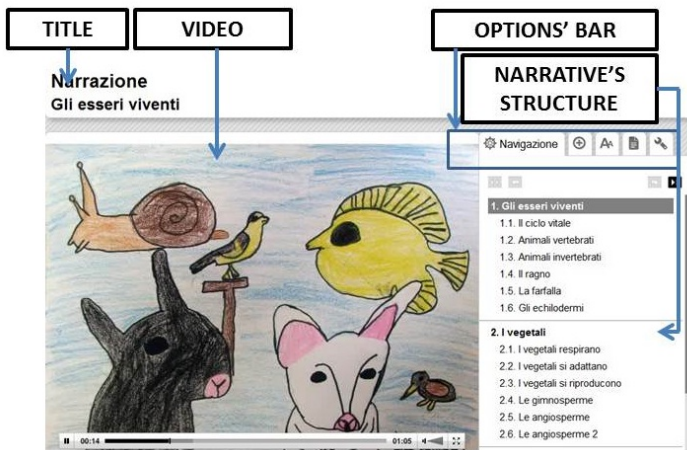 TITLE
VIDEO
OPTIONS' BAR
NARRATIVE'S
STRUCTURE
Narrazione
Gli esseri viventi
Navigazione
AA
1. Gli esseri viventi
1.1. Il ciclo vitale
1.2. Animali vertebrati
1.3. Animali invertebrati
1.4. Il ragno
1.5. La farfalla
1.6. Gli echilodermi
2. I vegetali
2.1. I vegetali respirano
2.2. I vegetali si adattano
2.3. I vegetali si riproducono
2.4. Le gimnosperme
2.5. Le angiosperme
2.6. Le angiosperme 2
00:14
01:05